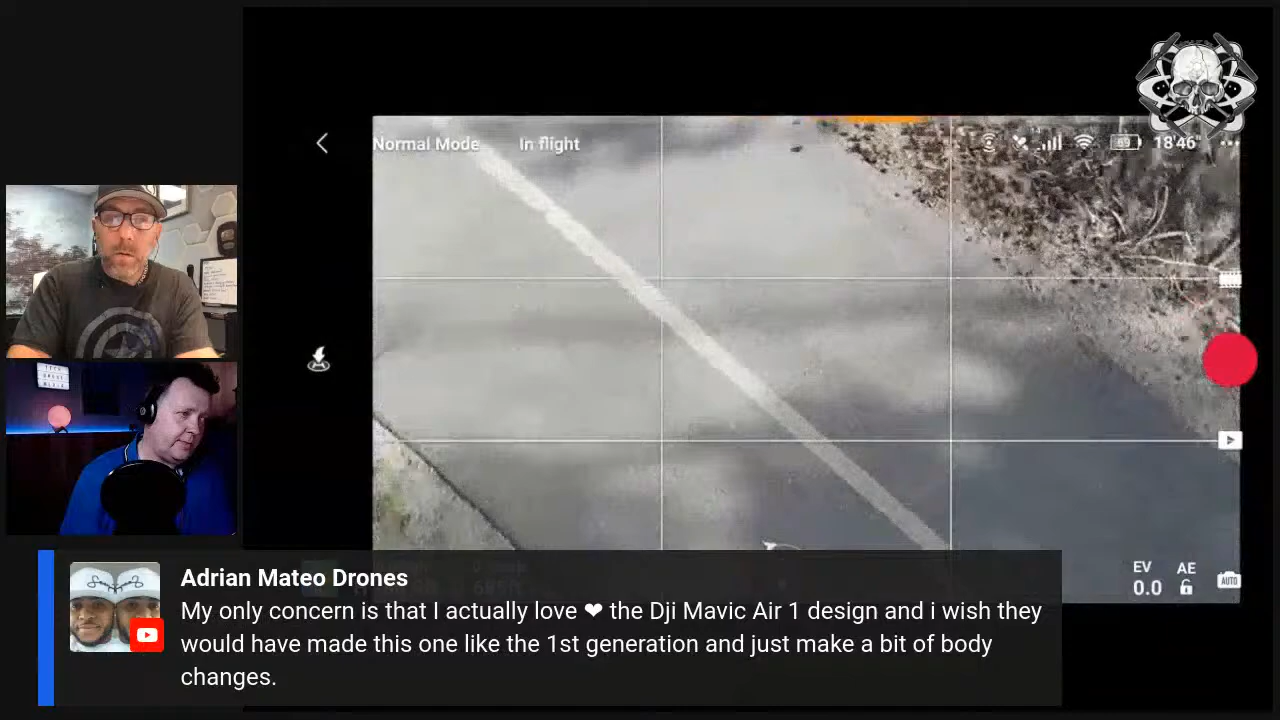 Normal Mode In flight
89 18'46"
EV AE
0.0
AUTO
Adrian Mateo Drones
My only concern is that I actually love ❤ the Dji Mavic Air 1 design and i wish they
would have made this one like the 1st generation and just make a bit of body
changes.